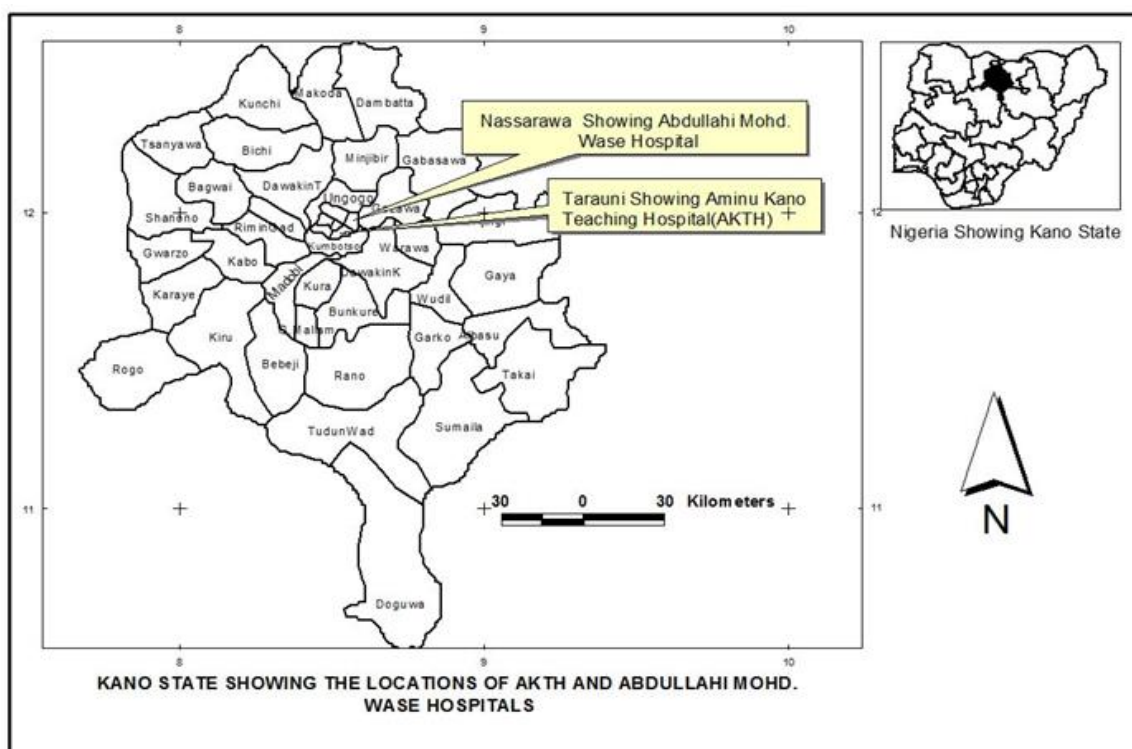 8 9 10
Kunchi
Makoda
Dambatta
Nassarawa Showing Abdullahi Mohd.
Wase Hospital
Tsanyawa
Bichi
Minjibir
Gabasawa
Bagwai
DawakinT
Ungogo
Gezawa
Tarauni Showing Aminu Kano
Teaching Hospital(AKTH)
12
12
Shanono
RiminGad
Kumbotso
Warawa
Gwarzo
Kabo
Madobi
Kura
DawakinK
Gaya
Karaye
Wudil
Bunkure
Kiru
Garko
Albasu
Rogo
Bebeji
Rano
Takai
TudunWad
Sumaila
11
11
30 0 30 Kilometers
Doguwa
8 9 10
Nigeria Showing Kano State
N
KANO STATE SHOWING THE LOCATIONS OF AKTH AND ABDULLAHI MOHD.
WASE HOSPITALS